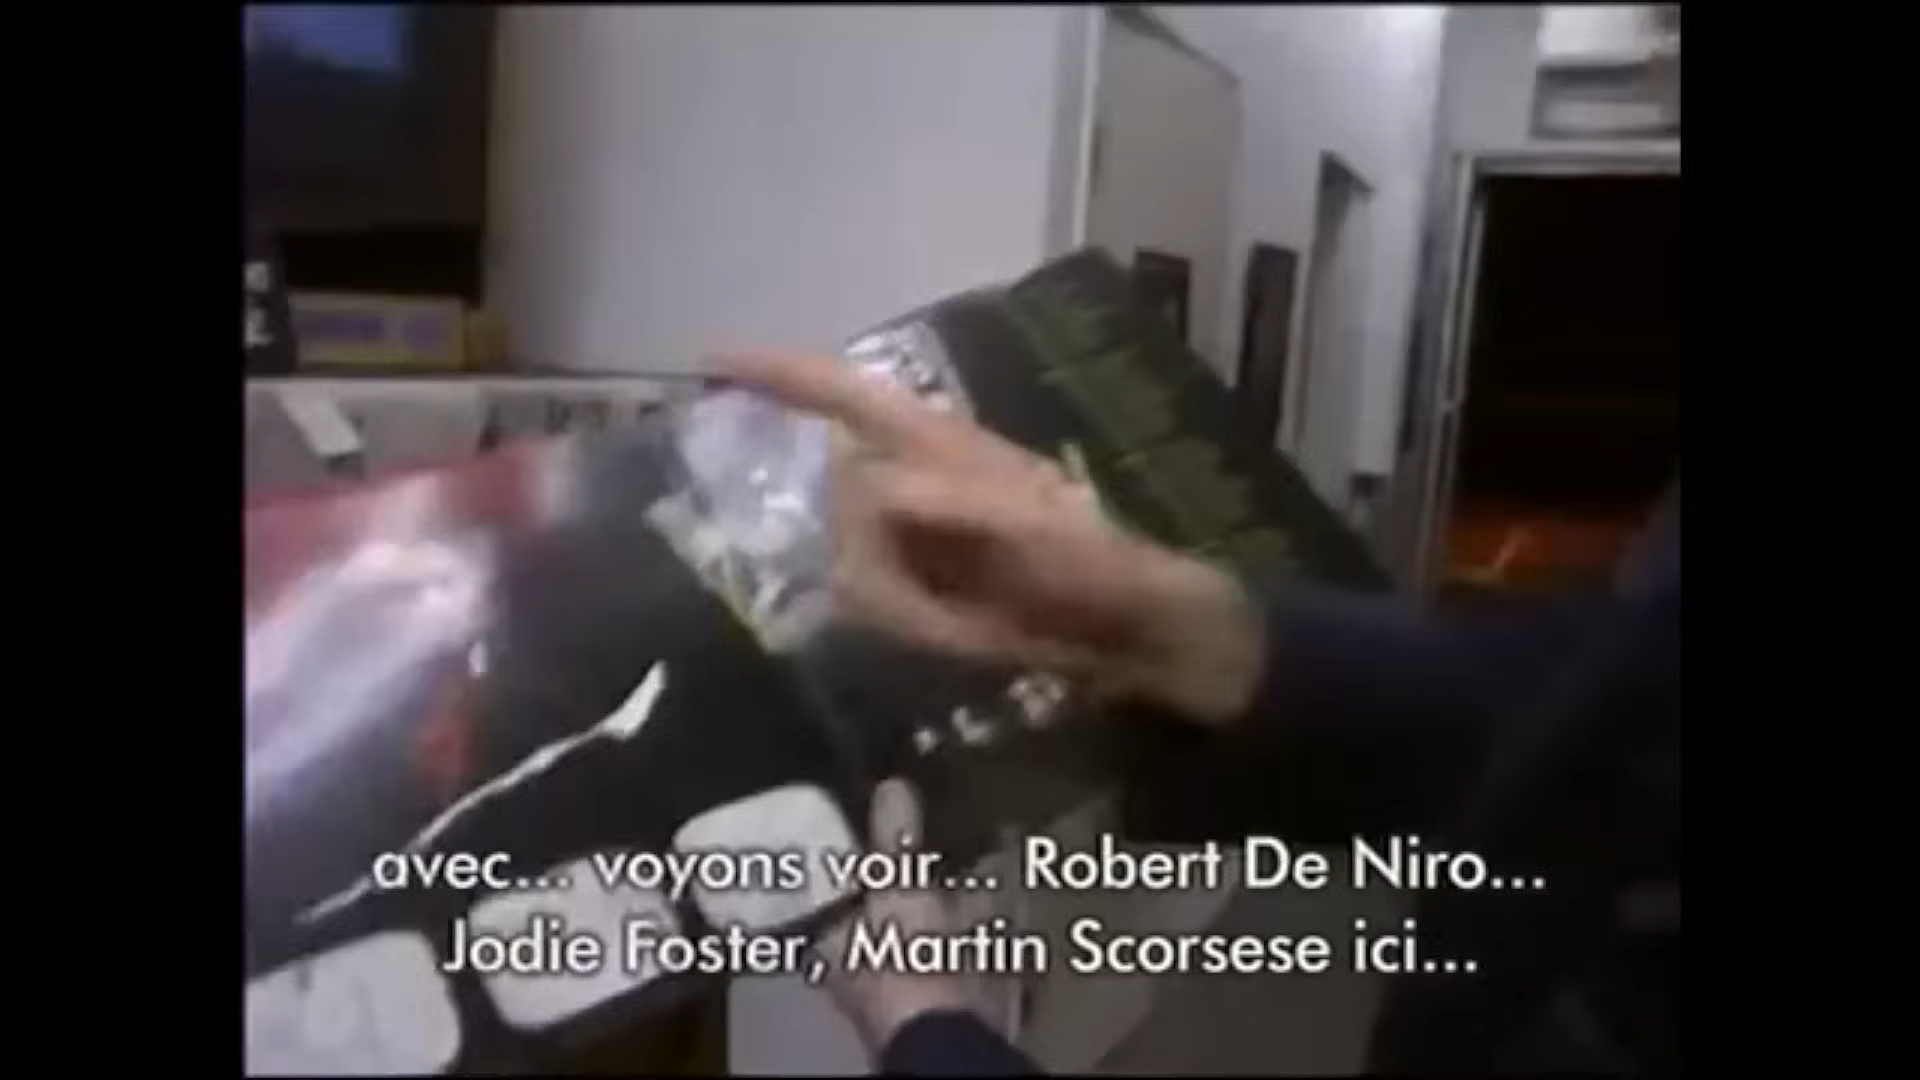 avec... voyons voir... Robert De Niro...
Jodie Foster, Martin Scorsese ici...